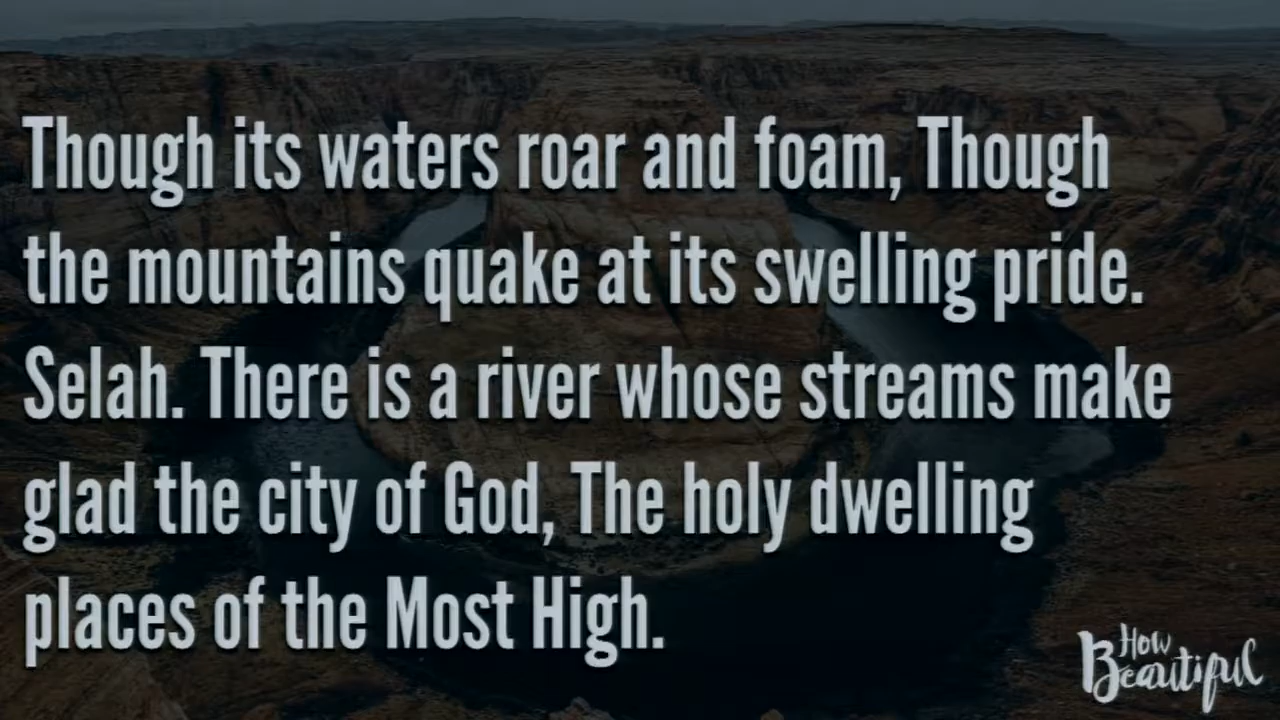 Though its waters roar and foam, Though
the mountains quake at its swelling pride.
Selah. There is a river whose streams make
glad the city of God, The holy dwelling
places of the Most High.
How
Beautiful